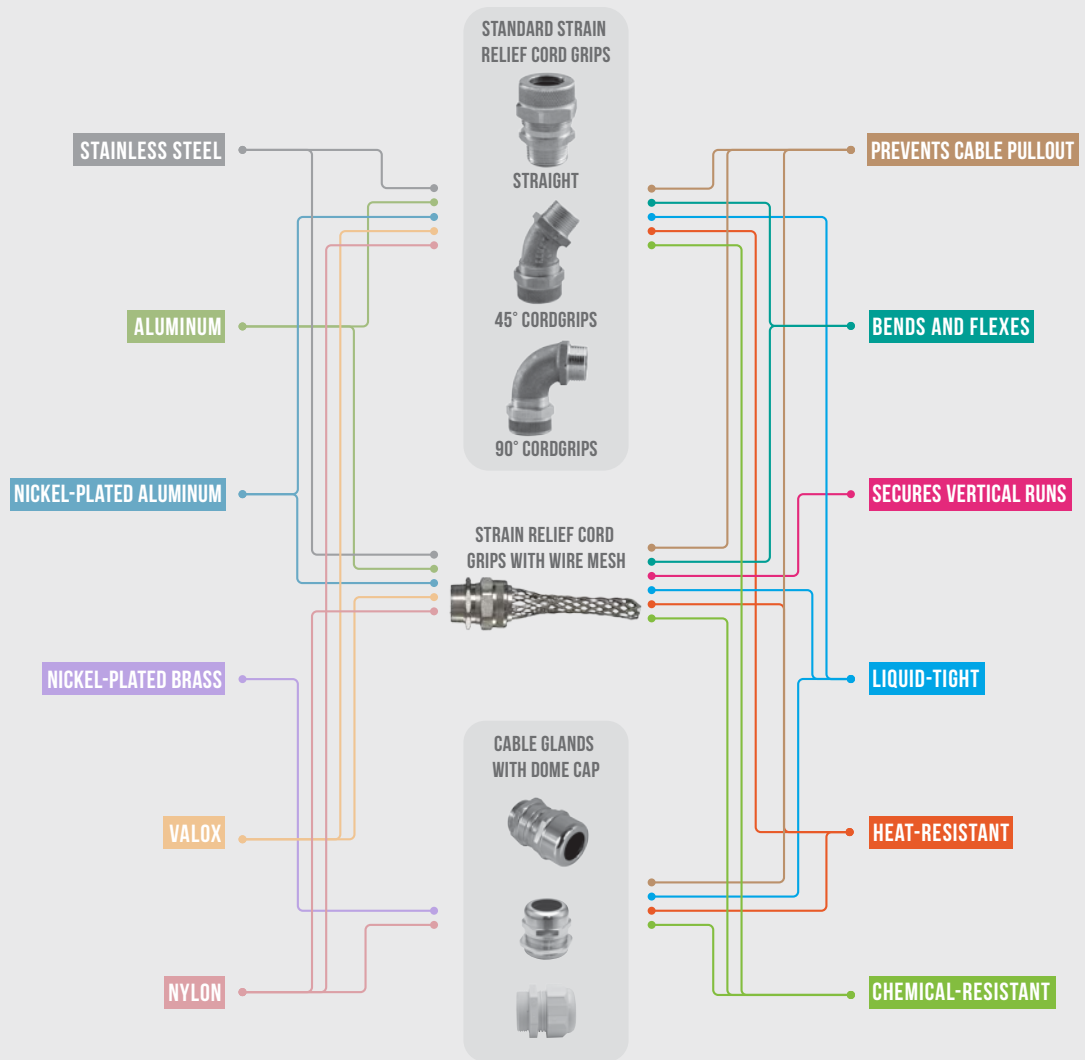 STANDARD STRAIN
RELIEF CORD GRIPS
STRAIGHT
45° CORDGRIPS
90° CORDGRIPS
STRAIN RELIEF CORD
GRIPS WITH WIRE MESH
CABLE GLANDS
WITH DOME CAP
STAINLESS STEEL
ALUMINUM
NICKEL-PLATED ALUMINUM
NICKEL-PLATED BRASS
VALOX
NYLON
PREVENTS CABLE PULLOUT
BENDS AND FLEXES
SECURES VERTICAL RUNS
LIQUID-TIGHT
HEAT-RESISTANT
CHEMICAL-RESISTANT